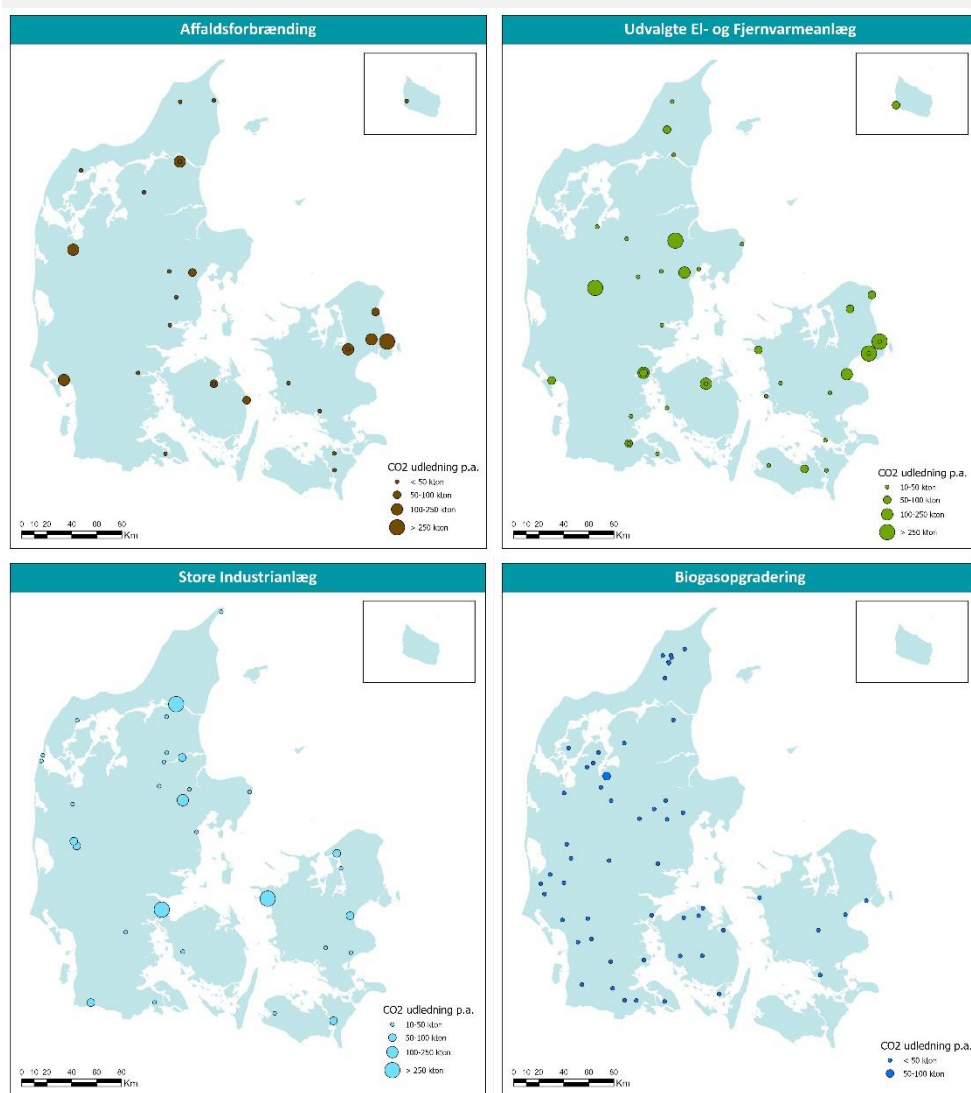 Affaldsforbrænding
CO2 udledning p.a.
< 50 kton
50-100 kton
100-250 kton
> 250 kton
0 10 20 40 60 80
Km
Udvalgte El- og Fjernvarmeanlæg
CO2 udledning p.a.
10-50 kton
50-100 kton
100-250 kton
> 250 kton
0 10 20 40 60 80
Km
Store Industrianlæg
CO2 udledning p.a.
10-50 kton
50-100 kton
100-250 kton
> 250 kton
0 10 20 40 60 80
Km
Biogasopgradering
CO2 udledning p.a.
< 50 kton
50-100 kton
0 10 20 40 60 80
Km